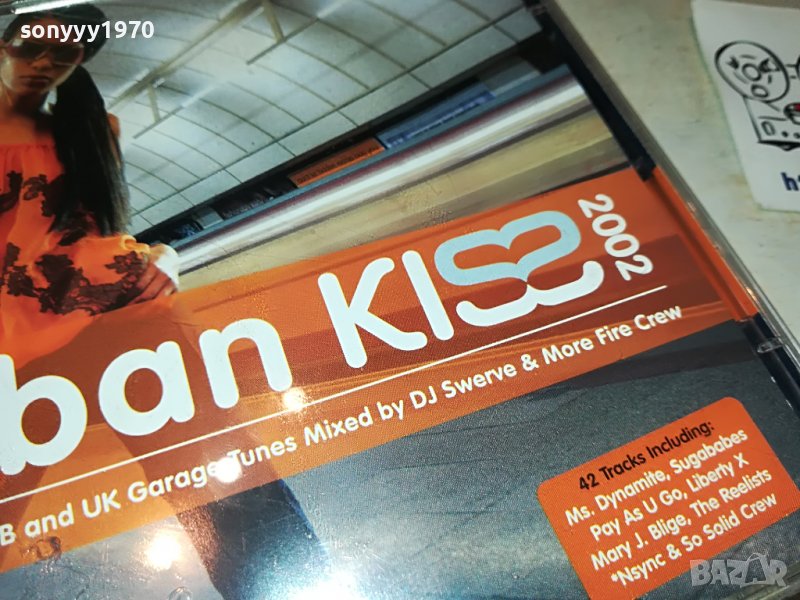 sonyyy1970
ban KISS
2002
B and UK Garage Tunes Mixed by DJ Swerve & More Fire Crew
42 Tracks Including:
Ms. Dynamite, Sugababes
Pay As U Go, Liberty X
Mary J. Blige, The Reelists
*Nsync & So Solid Crew
BAZAR